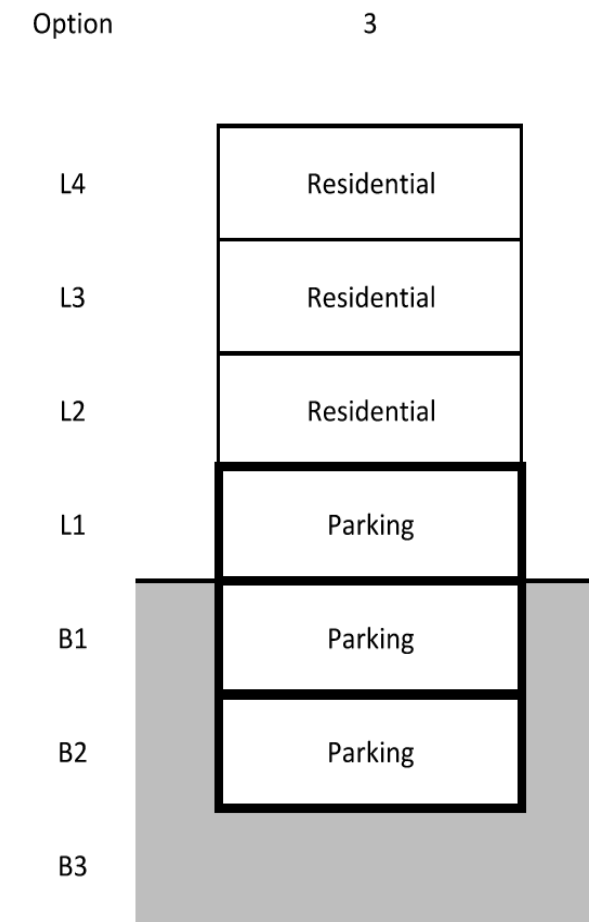 Option 3
L4 Residential
L3 Residential
L2 Residential
L1 Parking
B1 Parking
B2 Parking
B3